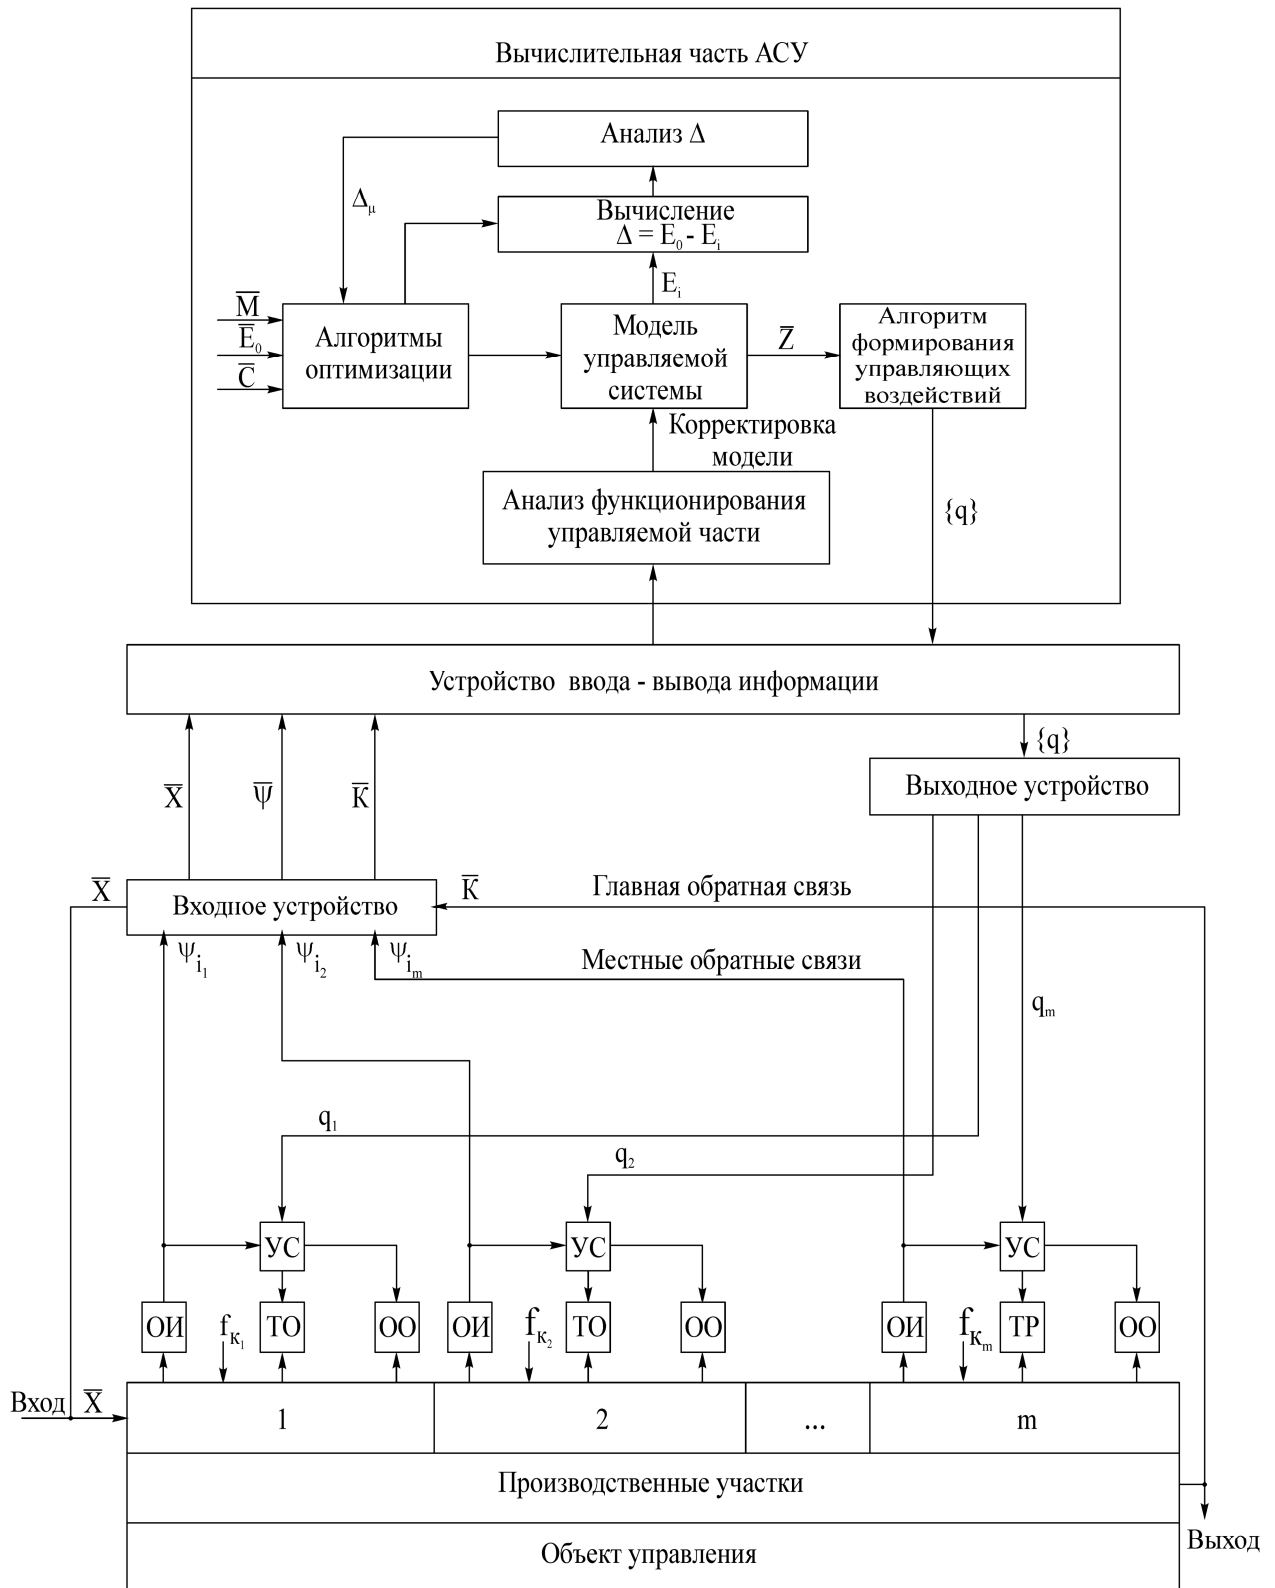 Вычислительная часть АСУ
Анализ Δ
Δμ
Вычисление
Δ = E0 - Ei
Ei
M̅
E̅0
C̅
Алгоритмы
оптимизации
Модель
управляемой
системы
Z̅
Алгоритм
формирования
управляющих
воздействий
Корректировка
модели
Анализ функционирования
управляемой части
{q}
Устройство ввода - вывода информации
{q}
X̅
ψ̅
K̅
Выходное устройство
X̅
Входное устройство
K̅
Главная обратная связь
ψi1
ψi2
ψim
Местные обратные связи
qm
q1
q2
УС
УС
УС
ОИ
fк1
ТО
ОО
ОИ
fк2
ТО
ОО
ОИ
fкm
ТР
ОО
Вход
X̅
1
2
...
m
Производственные участки
Выход
Объект управления